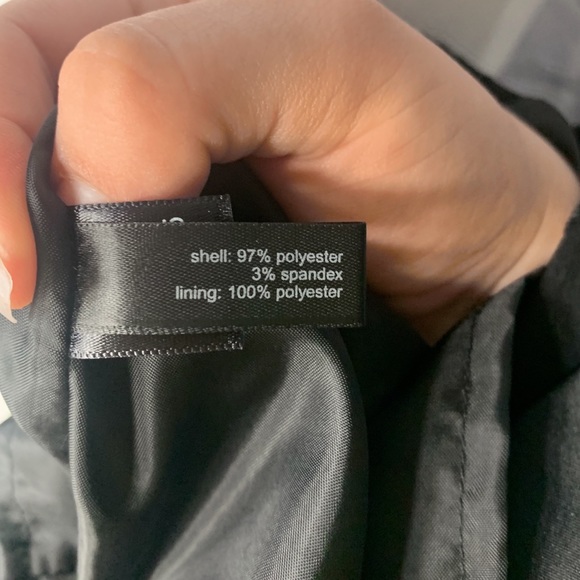 shell: 97% polyester
3% spandex
lining: 100% polyester